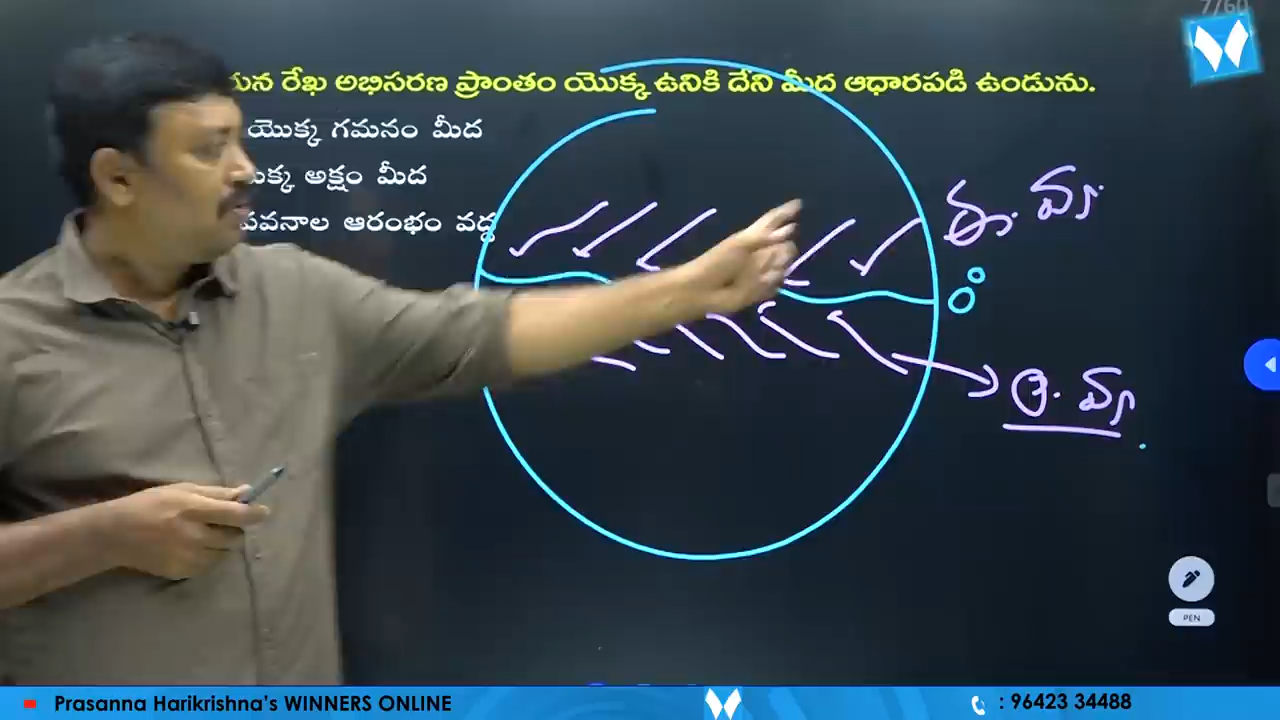 7/60
రేఖ అభిసరణ ప్రాంతం యొక్క ఉనికి దేని మీద ఆధారపడి ఉండును.
యొక్క గమనం మీద
అక్షం మీద
పవనాల ఆరంభం వద్ద
ఈ. వ్యా
0°
ఆ. వ్యా
PEN
Prasanna Harikrishna's WINNERS ONLINE
: 96423 34488